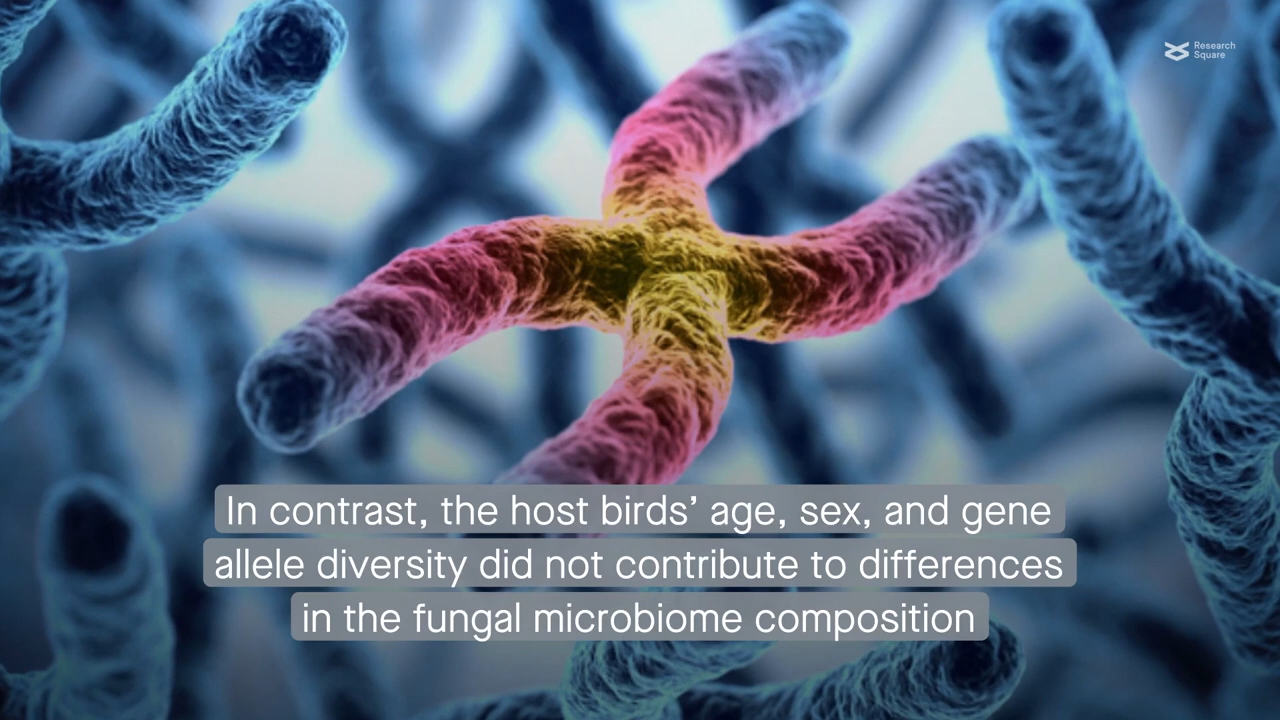 Research
Square
In contrast, the host birds’ age, sex, and gene
allele diversity did not contribute to differences
in the fungal microbiome composition